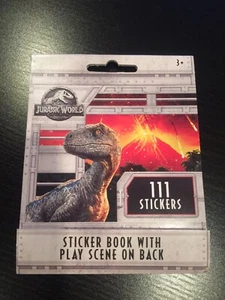 3+
JURASSIC WORLD
111
STICKERS
STICKER BOOK WITH
PLAY SCENE ON BACK